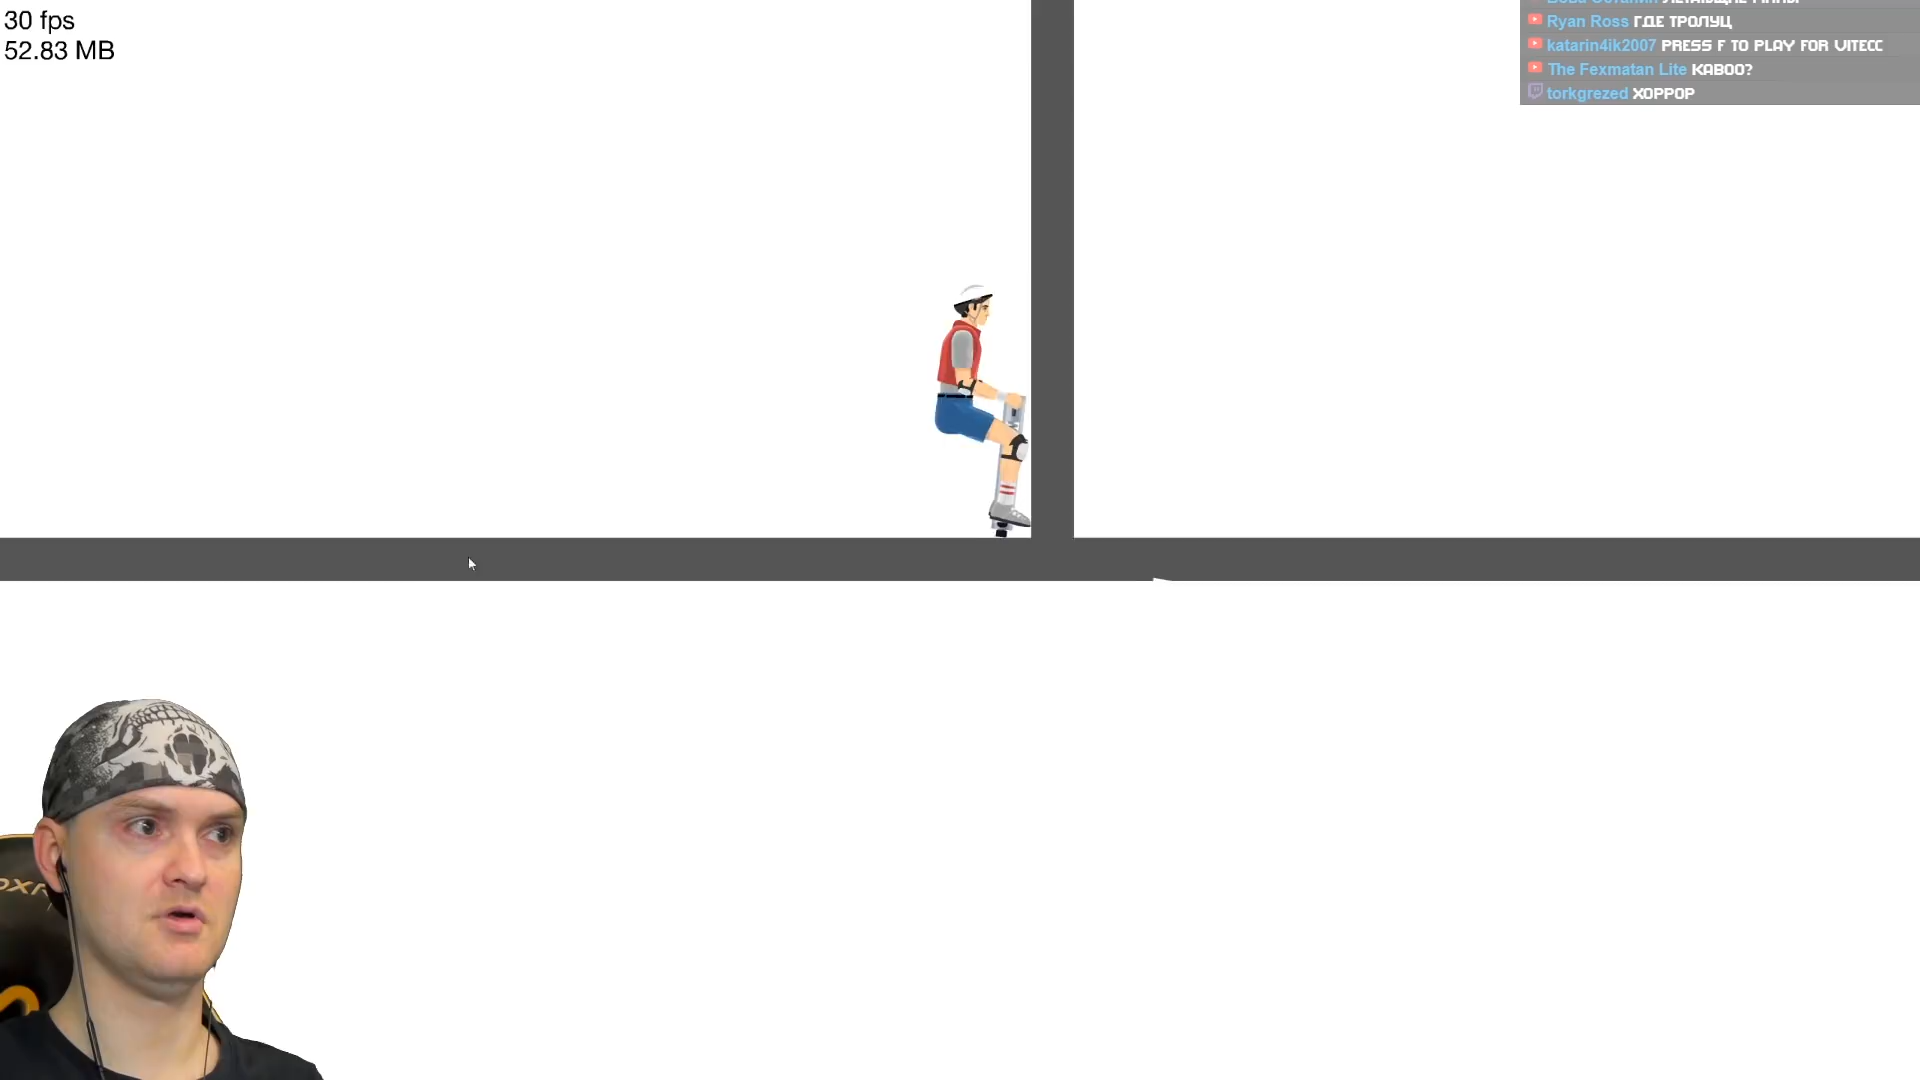 30 fps
52.83 MB
Ryan Ross ГДЕ ТРОЛУЦ
katarin4ik2007 PRESS F TO PLAY FOR VITECC
The Fexmatan Lite KABOO?
torkgrezed ХОРРОР